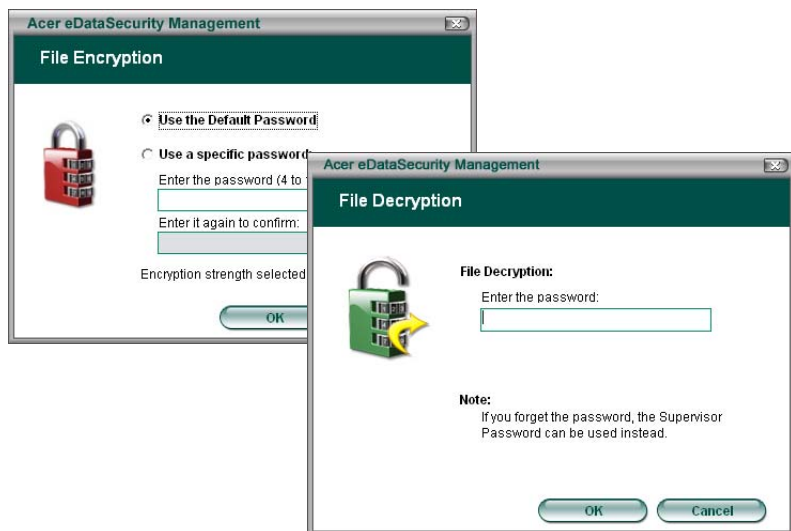 Acer eDataSecurity Management
File Encryption
Use the Default Password
Use a specific password:
Enter the password (4 to
Enter it again to confirm:
Encryption strength selected
OK
Acer eDataSecurity Management
File Decryption
File Decryption:
Enter the password:
Note:
If you forget the password, the Supervisor
Password can be used instead.
OK
Cancel